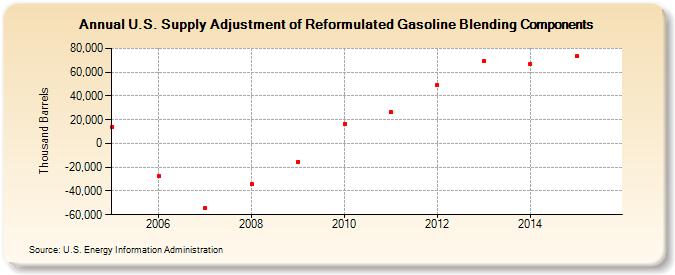 Annual U.S. Supply Adjustment of Reformulated Gasoline Blending Components
Thousand Barrels
80,000
60,000
40,000
20,000
0
-20,000
-40,000
-60,000
2006 2008 2010 2012 2014
Source: U.S. Energy Information Administration